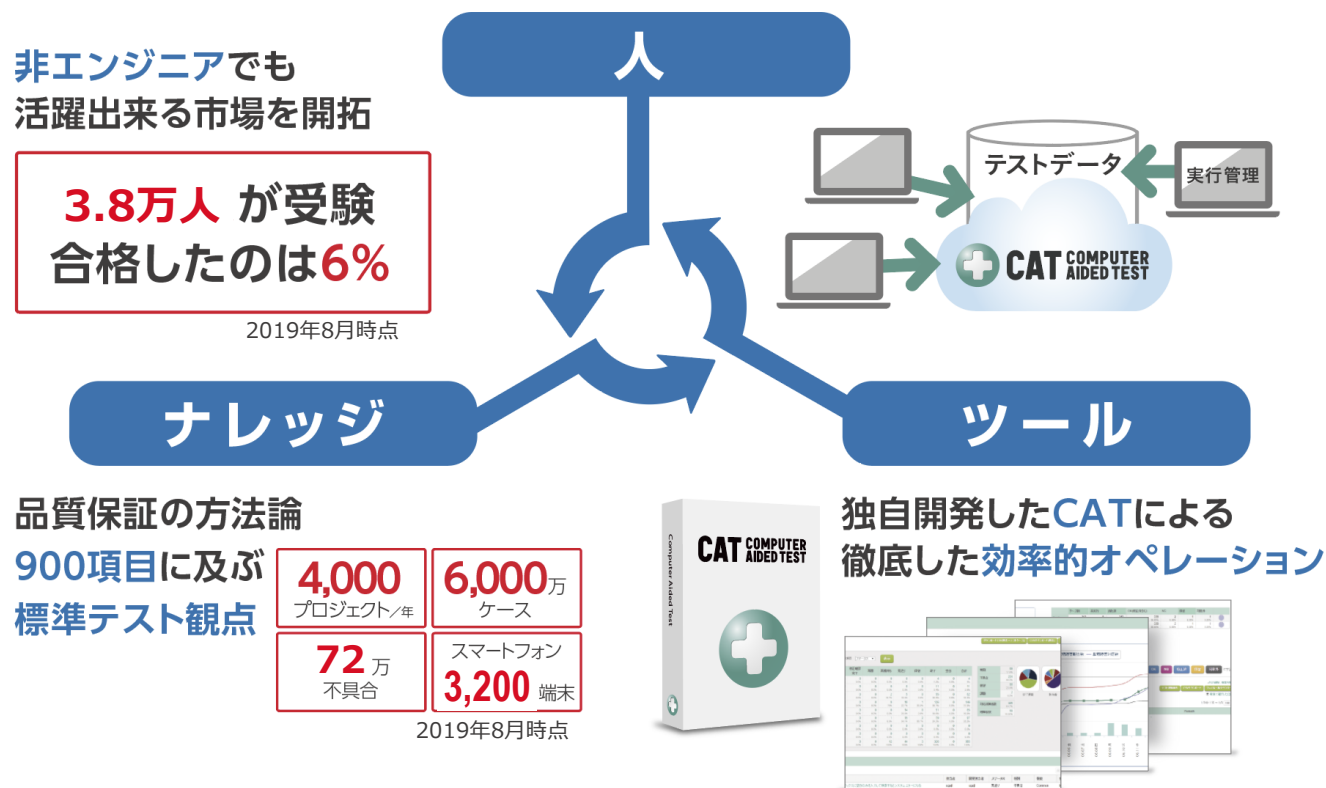 人
非エンジニアでも
活躍出来る市場を開拓
3.8万人 が受験
合格したのは6%
2019年8月時点
テストデータ
実行管理
CAT COMPUTER
AIDED TEST
ナレッジ
ツール
品質保証の方法論
900項目に及ぶ
標準テスト観点
4,000
プロジェクト/年
6,000万
ケース
72万
不具合
スマートフォン
3,200 端末
2019年8月時点
CAT COMPUTER
AIDED TEST
Computer Aided Test
独自開発したCATによる
徹底した効率的オペレーション